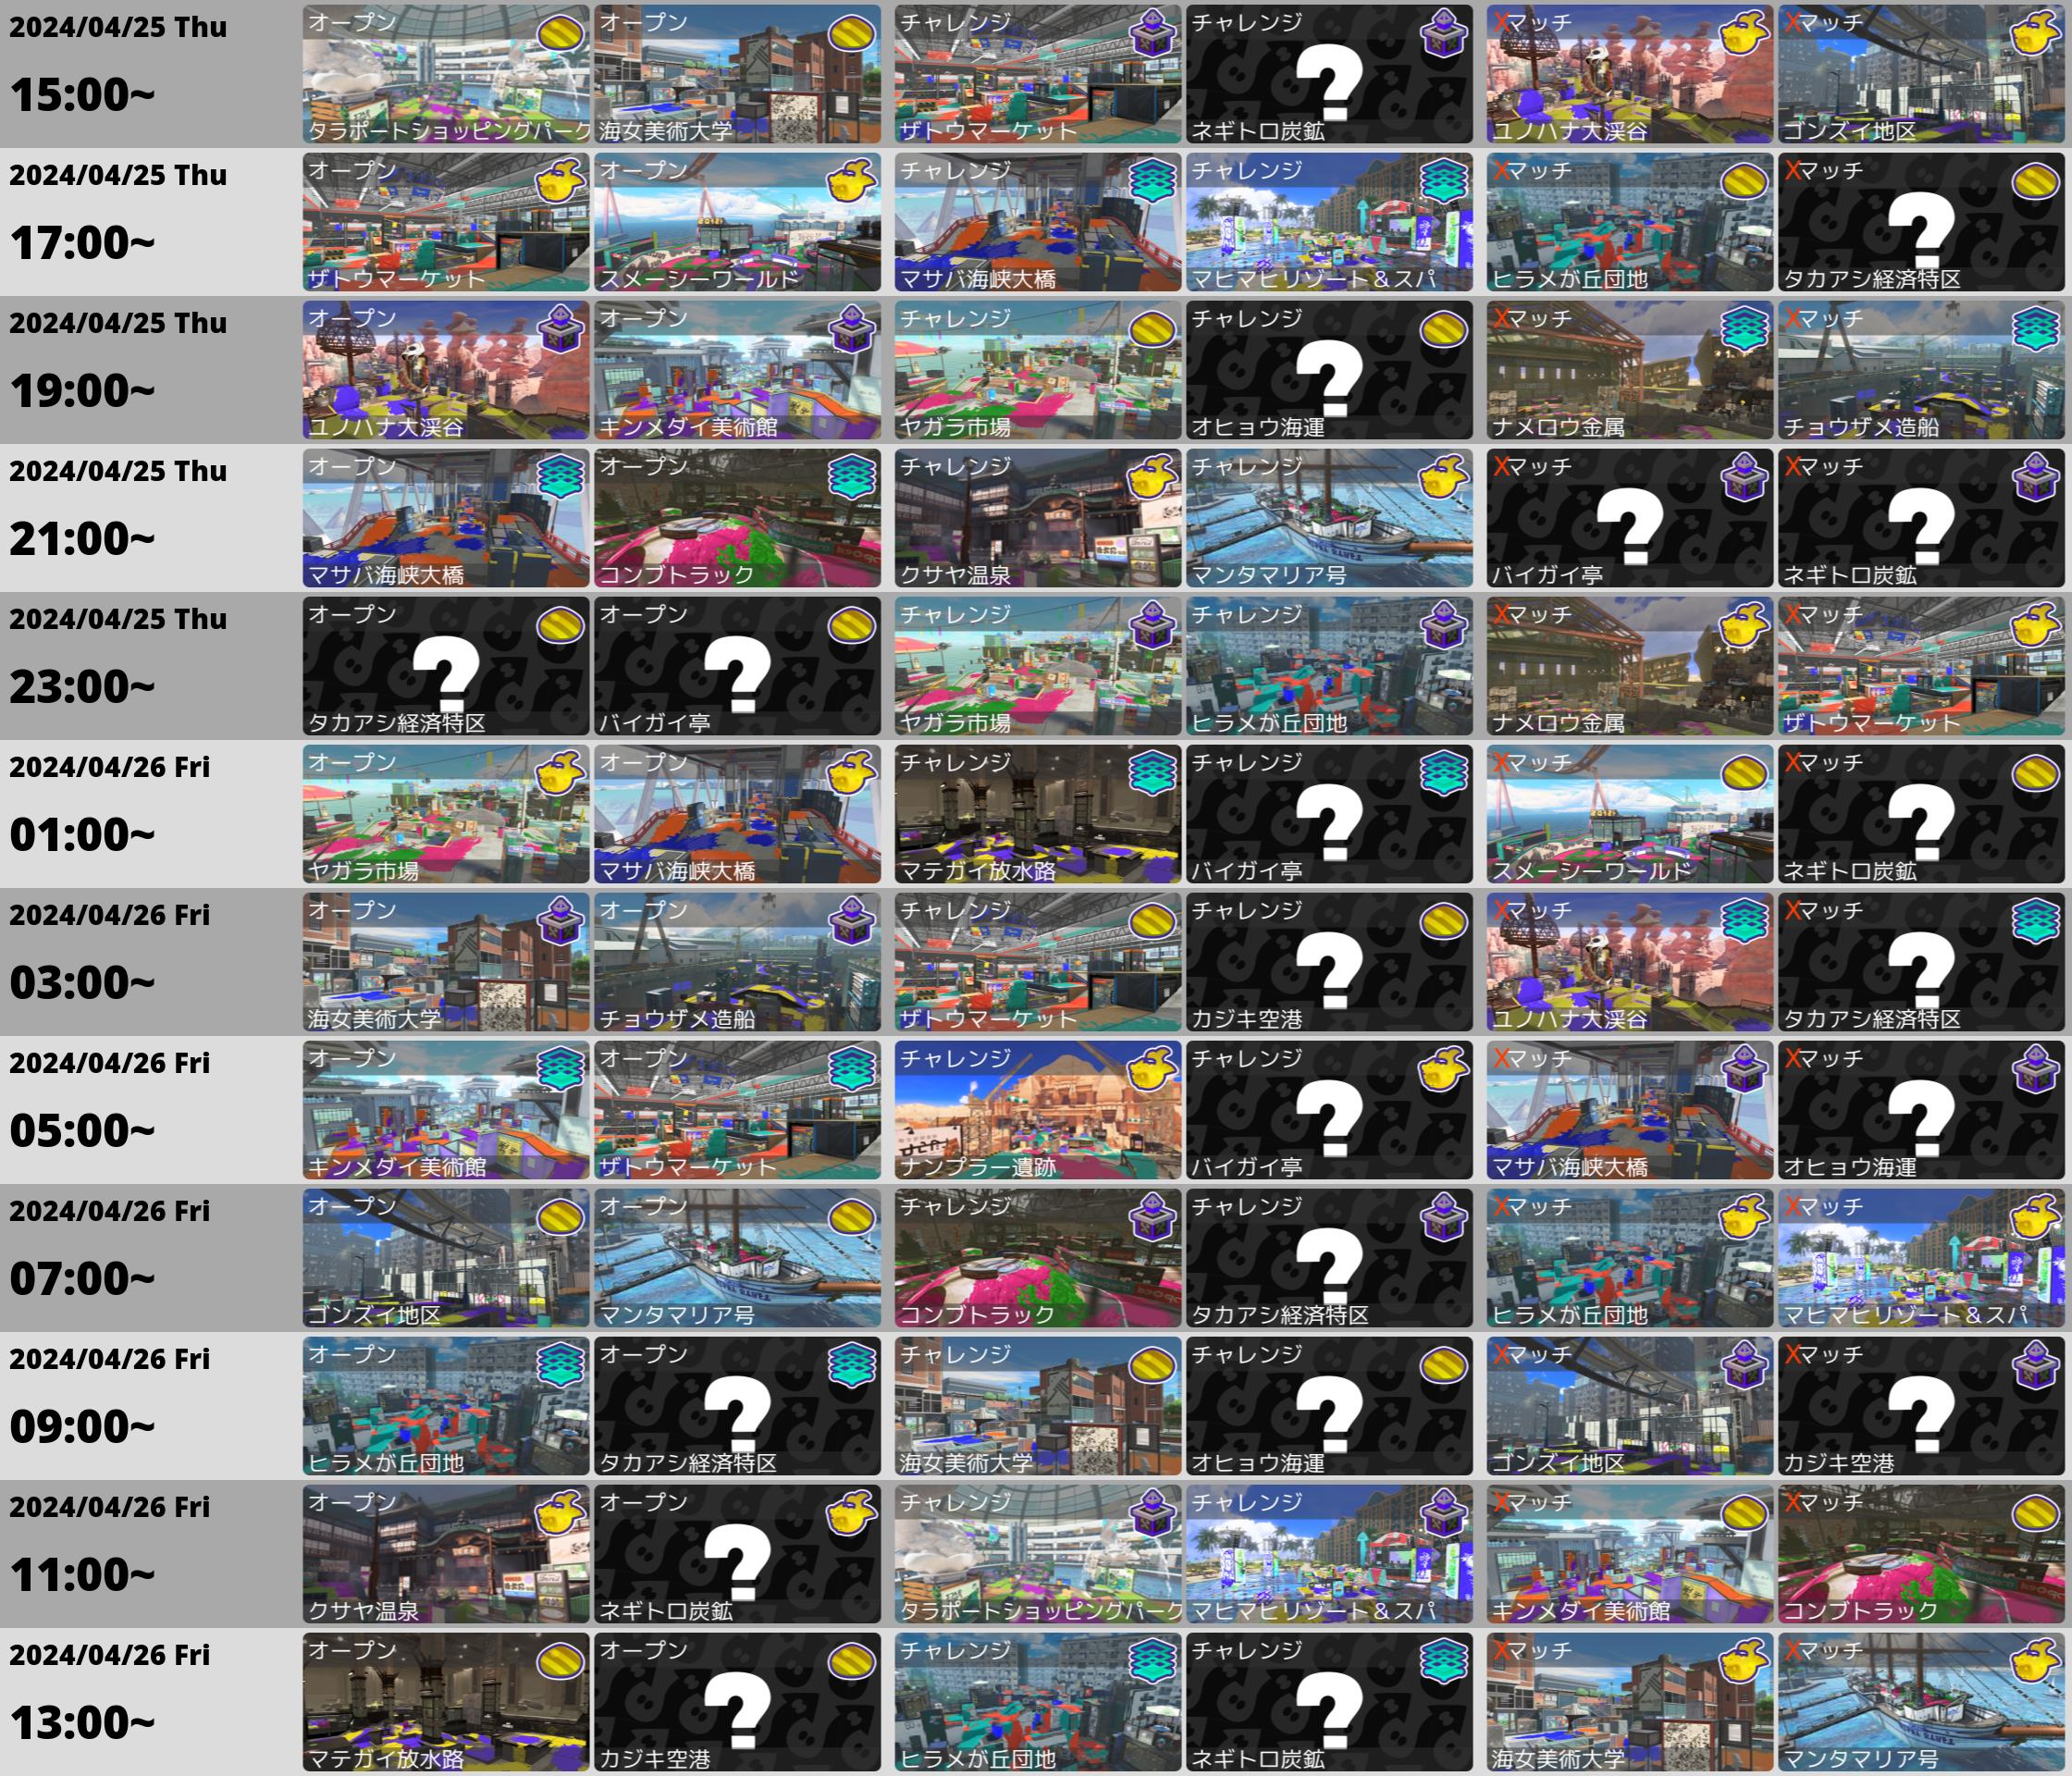 2024/04/25 Thu
15:00~
オープン
タラポートショッピングパーク
オープン
海女美術大学
チャレンジ
ザトウマーケット
チャレンジ
?
ネギトロ炭鉱
Xマッチ
ユノハナ大渓谷
Xマッチ
ゴンズイ地区
2024/04/25 Thu
17:00~
オープン
ザトウマーケット
オープン
スメーシーワールド
チャレンジ
マサバ海峡大橋
チャレンジ
マヒマヒリゾート&スパ
Xマッチ
ヒラメが丘団地
Xマッチ
?
タカアシ経済特区
2024/04/25 Thu
19:00~
オープン
ユノハナ大渓谷
オープン
キンメダイ美術館
チャレンジ
ヤガラ市場
チャレンジ
?
オヒョウ海運
Xマッチ
ナメロウ金属
Xマッチ
チョウザメ造船
2024/04/25 Thu
21:00~
オープン
マサバ海峡大橋
オープン
コンブトラック
チャレンジ
クサヤ温泉
チャレンジ
マンタマリア号
Xマッチ
?
バイガイ亭
Xマッチ
?
ネギトロ炭鉱
2024/04/25 Thu
23:00~
オープン
?
タカアシ経済特区
オープン
?
バイガイ亭
チャレンジ
ヤガラ市場
チャレンジ
ヒラメが丘団地
Xマッチ
ナメロウ金属
Xマッチ
ザトウマーケット
2024/04/26 Fri
01:00~
オープン
ヤガラ市場
オープン
マサバ海峡大橋
チャレンジ
マテガイ放水路
チャレンジ
?
バイガイ亭
Xマッチ
スメーシーワールド
Xマッチ
?
ネギトロ炭鉱
2024/04/26 Fri
03:00~
オープン
海女美術大学
オープン
チョウザメ造船
チャレンジ
ザトウマーケット
チャレンジ
?
カジキ空港
Xマッチ
ユノハナ大渓谷
Xマッチ
?
タカアシ経済特区
2024/04/26 Fri
05:00~
オープン
キンメダイ美術館
オープン
ザトウマーケット
チャレンジ
ナンプラー遺跡
チャレンジ
?
バイガイ亭
Xマッチ
マサバ海峡大橋
Xマッチ
?
オヒョウ海運
2024/04/26 Fri
07:00~
オープン
ゴンズイ地区
オープン
マンタマリア号
チャレンジ
コンブトラック
チャレンジ
?
タカアシ経済特区
Xマッチ
ヒラメが丘団地
Xマッチ
マヒマヒリゾート&スパ
2024/04/26 Fri
09:00~
オープン
ヒラメが丘団地
オープン
?
タカアシ経済特区
チャレンジ
海女美術大学
チャレンジ
?
オヒョウ海運
Xマッチ
ゴンズイ地区
Xマッチ
?
カジキ空港
2024/04/26 Fri
11:00~
オープン
クサヤ温泉
オープン
?
ネギトロ炭鉱
チャレンジ
タラポートショッピングパーク
チャレンジ
マヒマヒリゾート&スパ
Xマッチ
キンメダイ美術館
Xマッチ
コンブトラック
2024/04/26 Fri
13:00~
オープン
マテガイ放水路
オープン
?
カジキ空港
チャレンジ
ヒラメが丘団地
チャレンジ
?
ネギトロ炭鉱
Xマッチ
海女美術大学
Xマッチ
マンタマリア号